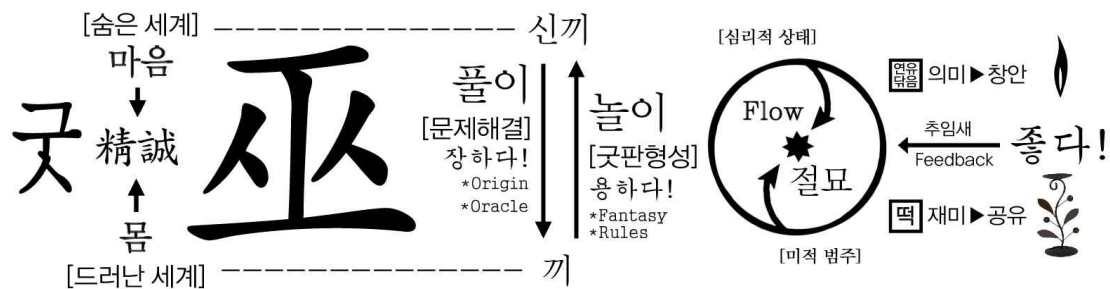 [숨은 세계]
신끼
마음
굿
精誠
巫
몸
[드러난 세계]
끼
풀이
[문제해결]
장하다!
*Origin
*Oracle
놀이
[굿판형성]
용하다!
*Fantasy
*Rules
[심리적 상태]
Flow
절묘
[미적 범주]
연유
닦음
의미▶창안
추임새
Feedback
좋다!
떡 재미▶공유